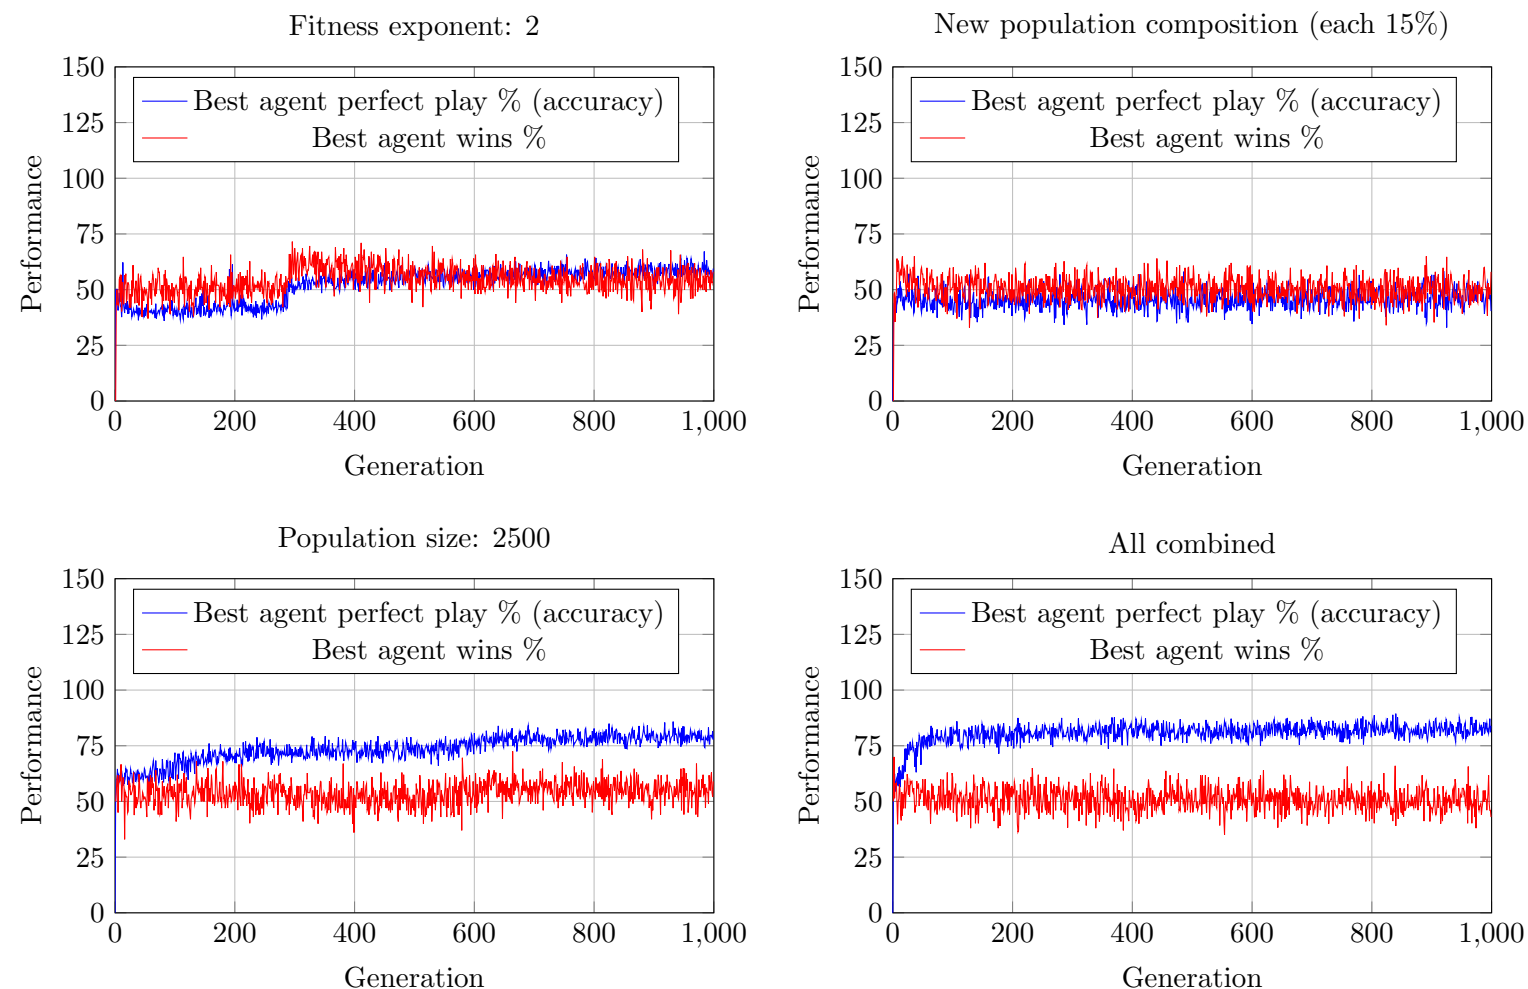 Fitness exponent: 2
150
125
100
75
50
25
0
Performance
Best agent perfect play % (accuracy)
Best agent wins %
0 200 400 600 800 1,000
Generation
New population composition (each 15%)
150
125
100
75
50
25
0
Performance
Best agent perfect play % (accuracy)
Best agent wins %
0 200 400 600 800 1,000
Generation
Population size: 2500
150
125
100
75
50
25
0
Performance
Best agent perfect play % (accuracy)
Best agent wins %
0 200 400 600 800 1,000
Generation
All combined
150
125
100
75
50
25
0
Performance
Best agent perfect play % (accuracy)
Best agent wins %
0 200 400 600 800 1,000
Generation